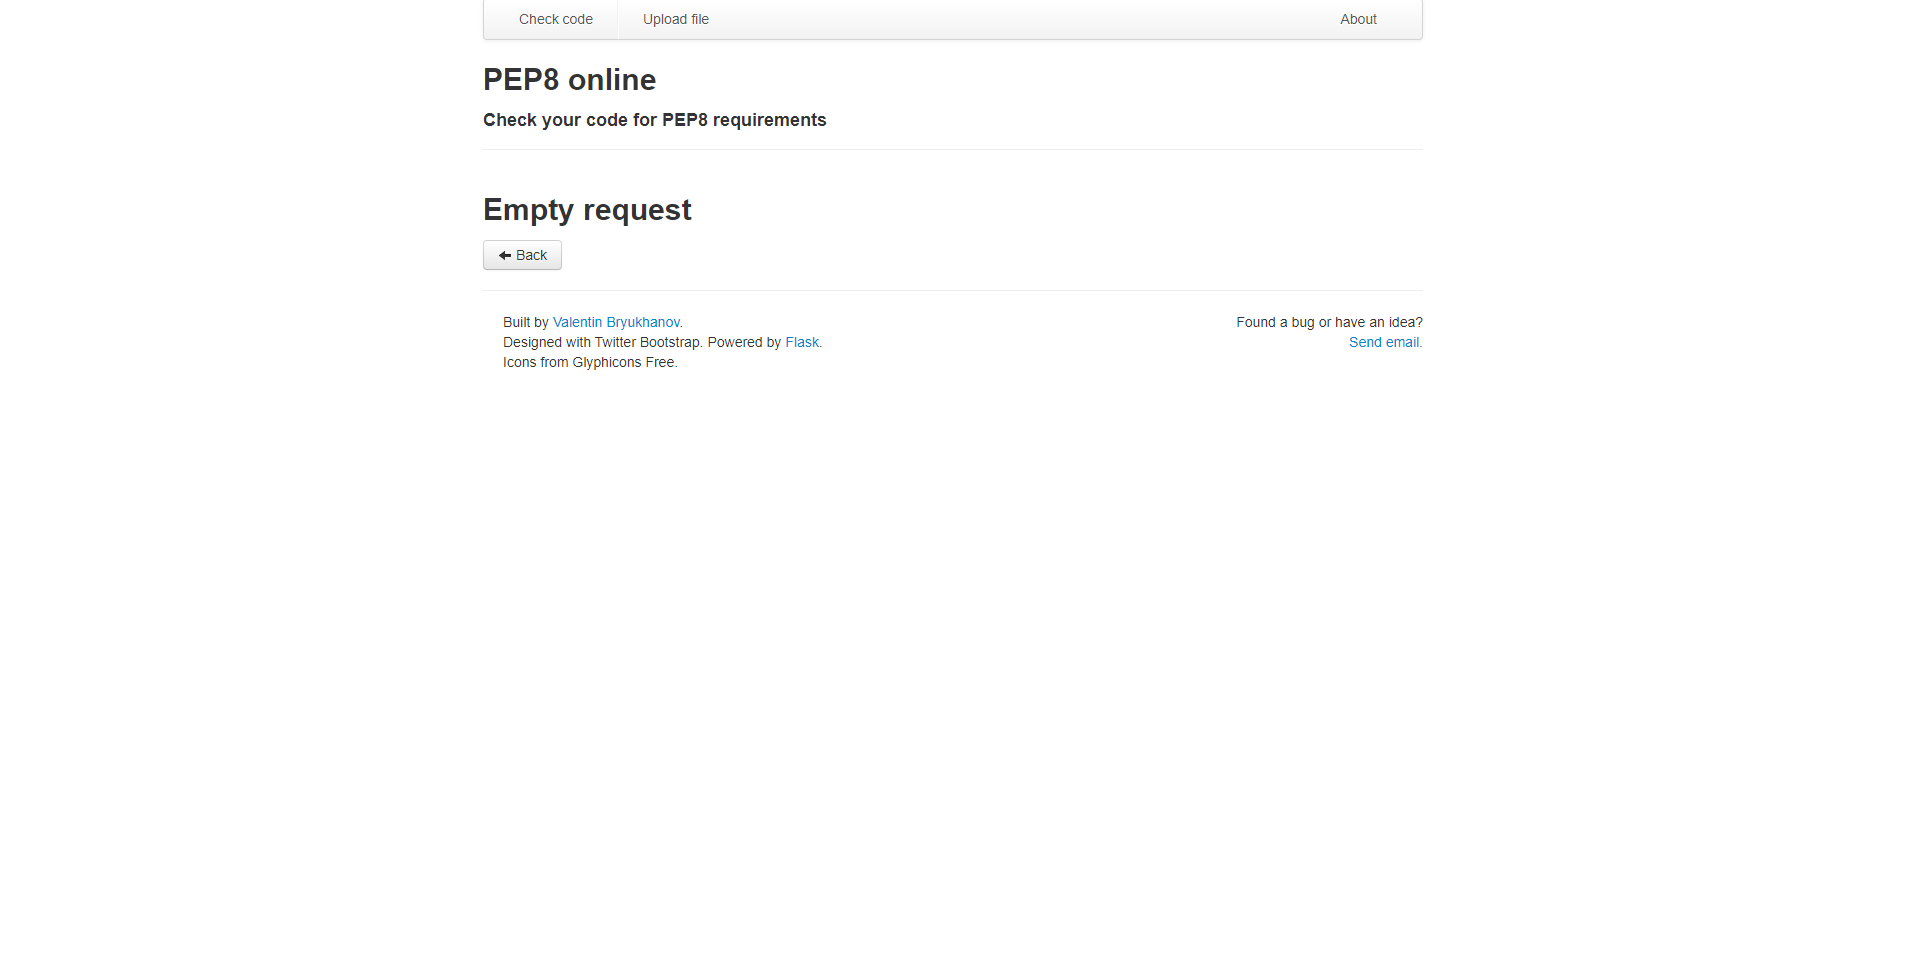 Check code Upload file About
PEP8 online
Check your code for PEP8 requirements
Empty request
Back
Built by Valentin Bryukhanov. Found a bug or have an idea?
Designed with Twitter Bootstrap. Powered by Flask. Send email.
Icons from Glyphicons Free.